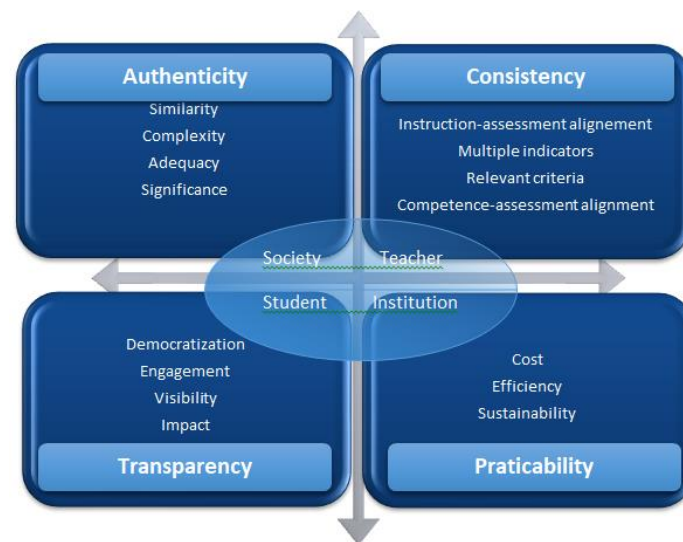 Authenticity
Similarity
Complexity
Adequacy
Significance
Consistency
Instruction-assessment alignement
Multiple indicators
Relevant criteria
Competence-assessment alignment
Society
Teacher
Student
Institution
Democratization
Engagement
Visibility
Impact
Transparency
Cost
Efficiency
Sustainability
Praticability